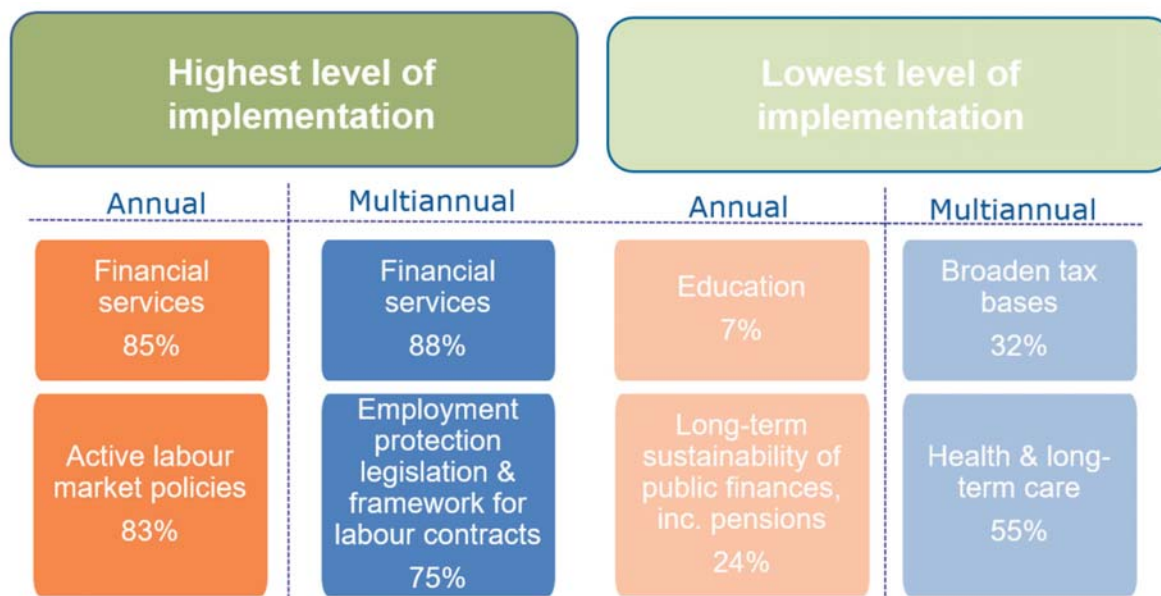 Highest level of
implementation
Lowest level of
implementation
Annual
Multiannual
Annual
Multiannual
Financial
services
85%
Financial
services
88%
Education
7%
Broaden tax
bases
32%
Active labour
market policies
83%
Employment
protection
legislation &
framework for
labour contracts
75%
Long-term
sustainability of
public finances,
inc. pensions
24%
Health & long-
term care
55%